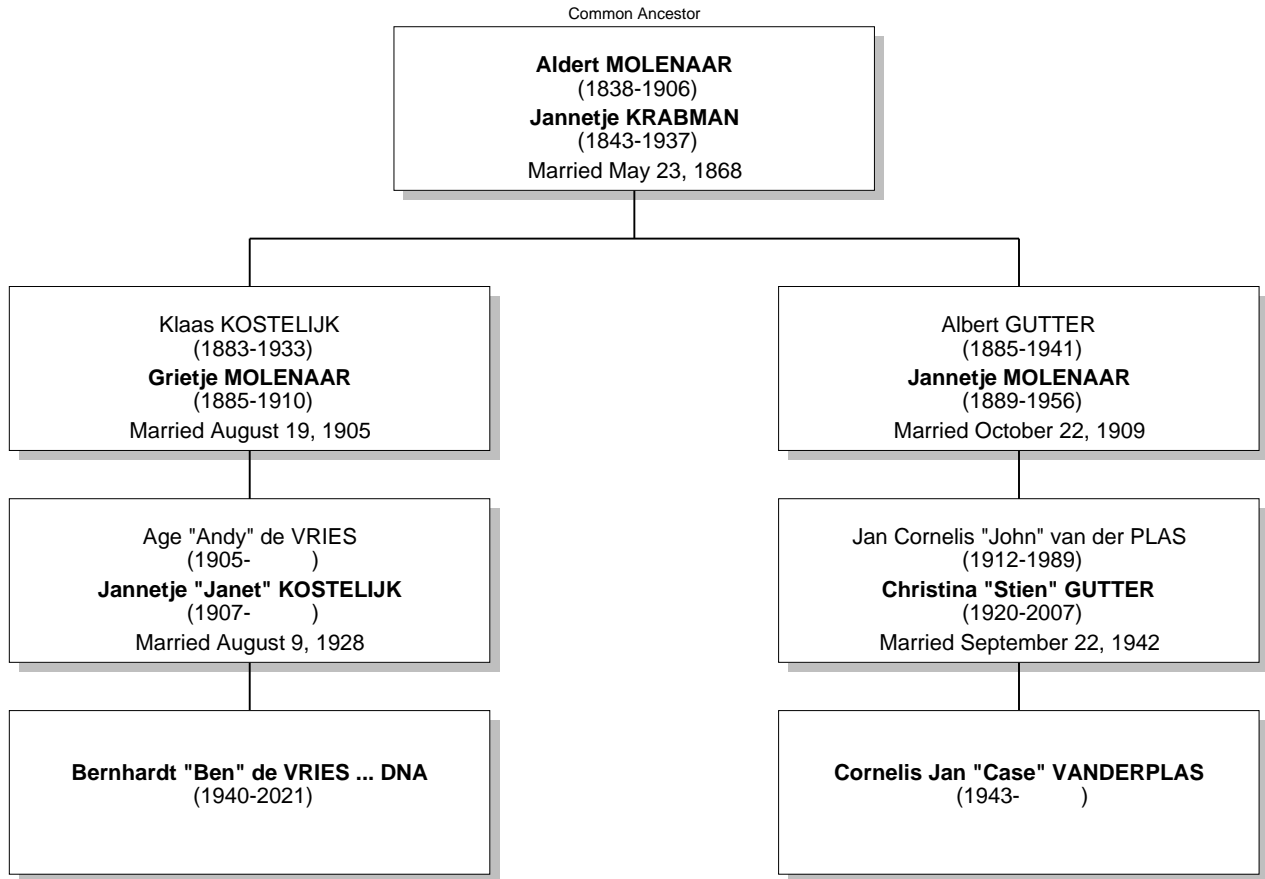 Common Ancestor
Aldert MOLENAAR
(1838-1906)
Jannetje KRABMAN
(1843-1937)
Married May 23, 1868
Klaas KOSTELIJK
(1883-1933)
Grietje MOLENAAR
(1885-1910)
Married August 19, 1905
Albert GUTTER
(1885-1941)
Jannetje MOLENAAR
(1889-1956)
Married October 22, 1909
Age "Andy" de VRIES
(1905- )
Jannetje "Janet" KOSTELIJK
(1907- )
Married August 9, 1928
Jan Cornelis "John" van der PLAS
(1912-1989)
Christina "Stien" GUTTER
(1920-2007)
Married September 22, 1942
Bernhardt "Ben" de VRIES ... DNA
(1940-2021)
Cornelis Jan "Case" VANDERPLAS
(1943- )